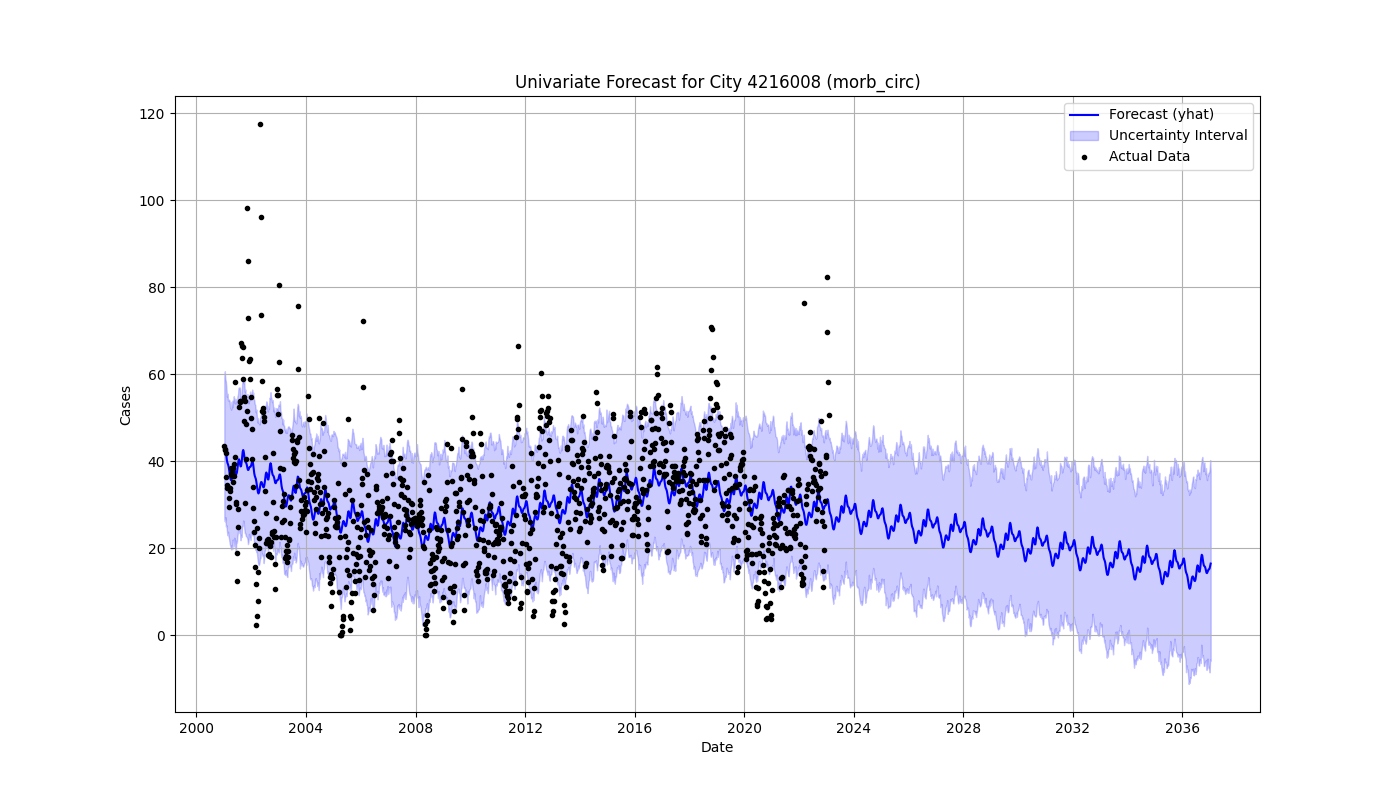 Univariate Forecast for City 4216008 (morb_circ)
Forecast (yhat)
Uncertainty Interval
Actual Data
120
100
80
60
40
20
0
Cases
2000 2004 2008 2012 2016 2020 2024 2028 2032 2036
Date